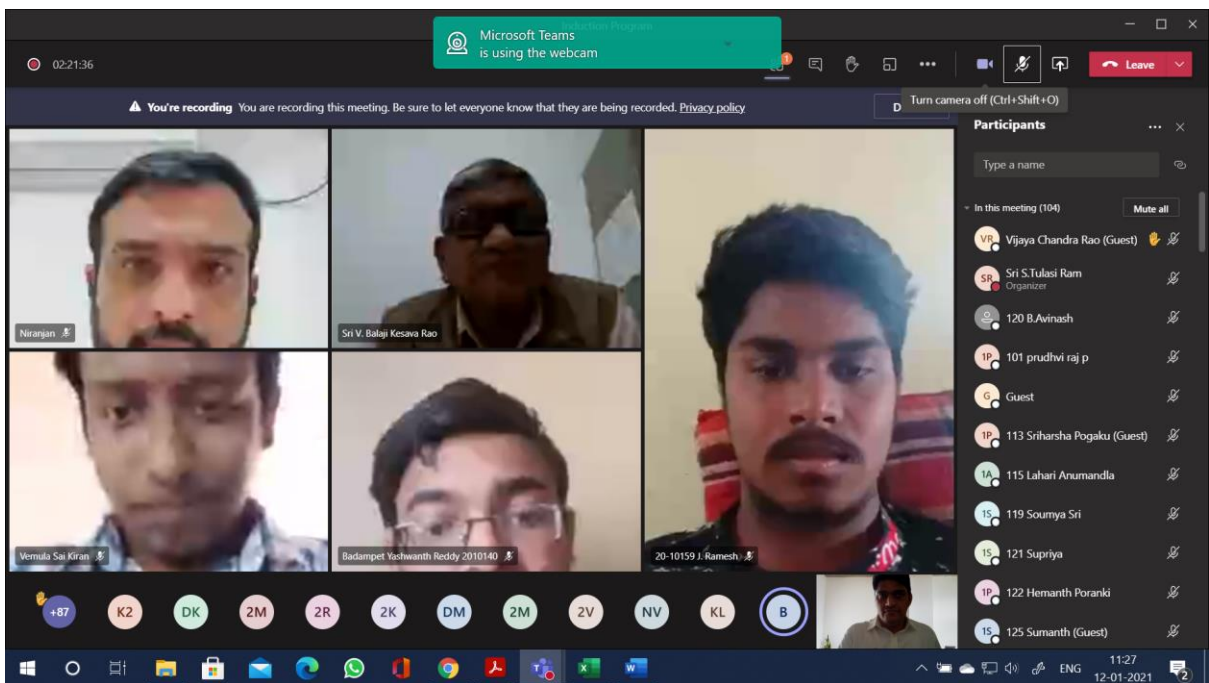 Induction Program
Microsoft Teams
is using the webcam
02:21:36
1
Leave
You're recording You are recording this meeting. Be sure to let everyone know that they are being recorded. Privacy policy
D
Turn camera off (Ctrl+Shift+O)
Participants
Type a name
In this meeting (104)
Mute all
VR
Vijaya Chandra Rao (Guest)
SR
Sri S.Tulasi Ram
Organizer
120 B.Avinash
1P
101 prudhvi raj p
G
Guest
1P
113 Sriharsha Pogaku (Guest)
1A
115 Lahari Anumandla
1S
119 Soumya Sri
1S
121 Supriya
1P
122 Hemanth Poranki
1S
125 Sumanth (Guest)
Niranjan
Sri V. Balaji Kesava Rao
Vemula Sai Kiran
Badampet Yashwanth Reddy 2010140
20-10159 J. Ramesh
+87
K2
DK
2M
2R
2K
DM
2M
2V
NV
KL
B
ENG
11:27
12-01-2021
2